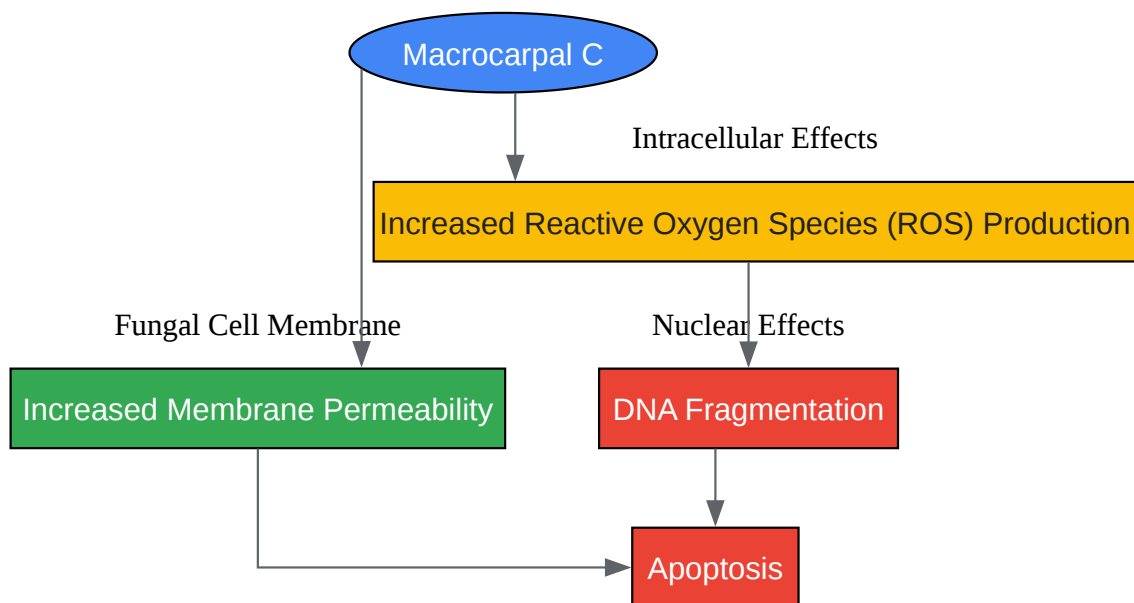 Macrocarpal C
Intracellular Effects
Increased Reactive Oxygen Species (ROS) Production
Fungal Cell Membrane
Nuclear Effects
Increased Membrane Permeability
DNA Fragmentation
Apoptosis